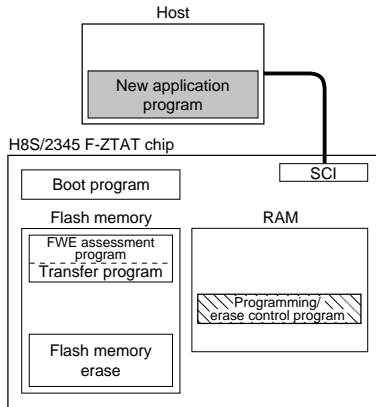 Host
New application
program
H8S/2345 F-ZTAT chip
SCI
Boot program
Flash memory
RAM
FWE assessment
program
Transfer program
Programming/
erase control program
Flash memory
erase